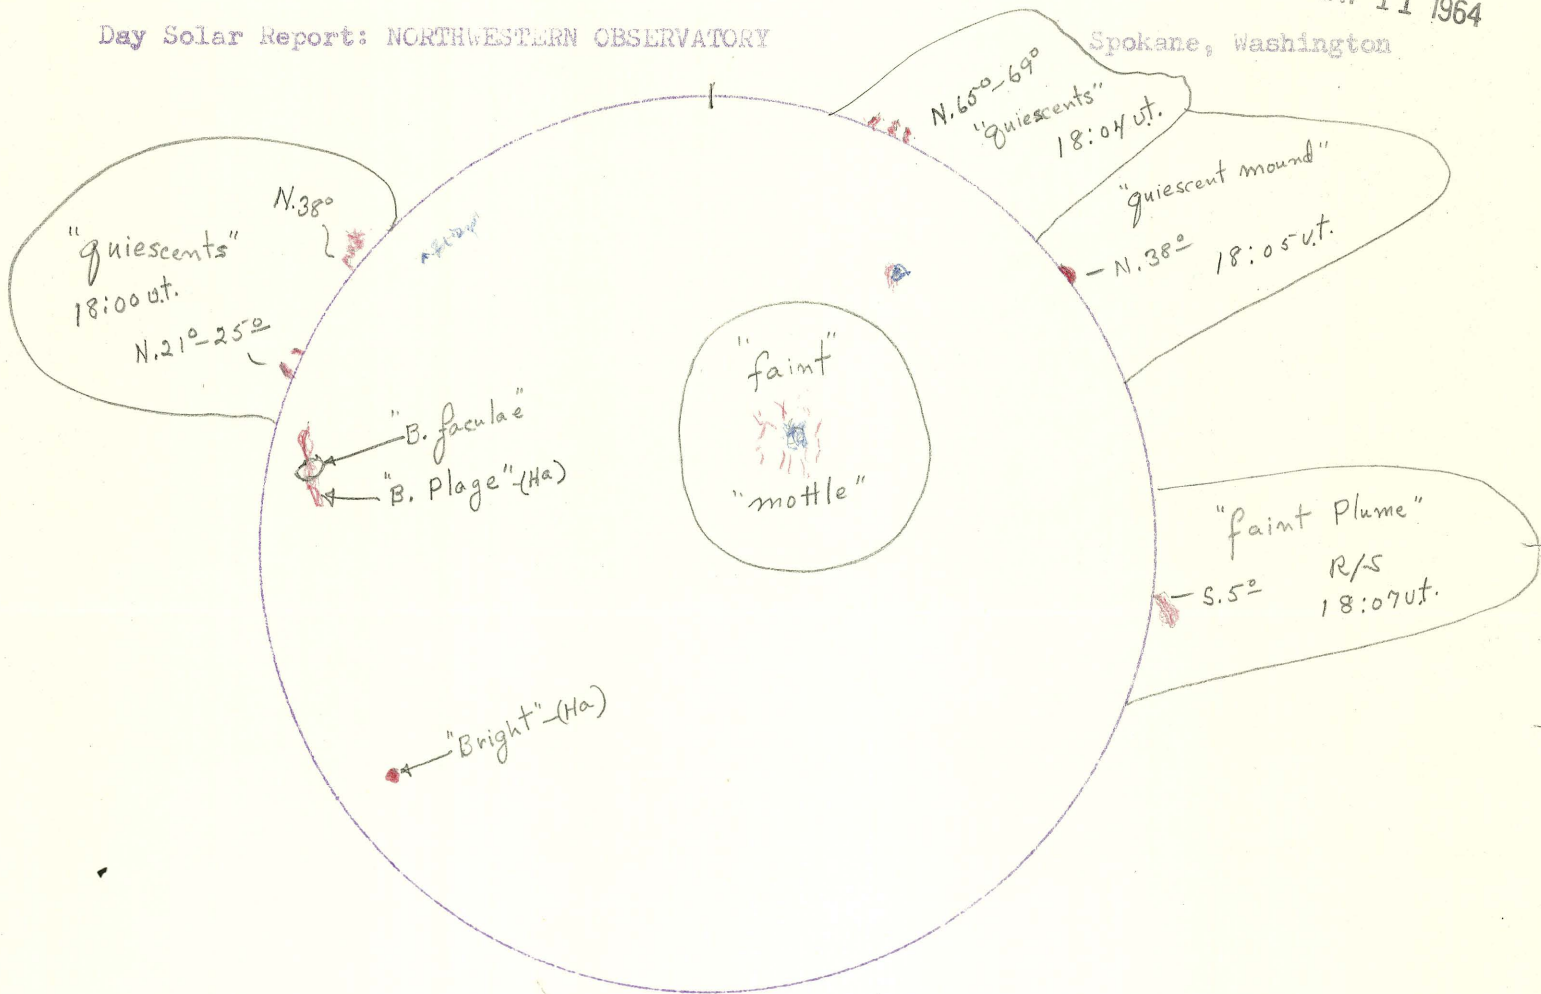 11 1964
Day Solar Report: NORTHWESTERN OBSERVATORY
Spokane, Washington
N.65°-69°
"quiescents"
18:04 u.t.
"quiescent mound"
- N.38°
18:05 u.t.
N.38°
"quiescents"
18:00 u.t.
N.21°-25°
"B. faculae"
"B. Plage"-(Ha)
"faint"
"mottle"
"faint Plume"
R/S
- S.5°
18:07 u.t.
"Bright"-(Ha)